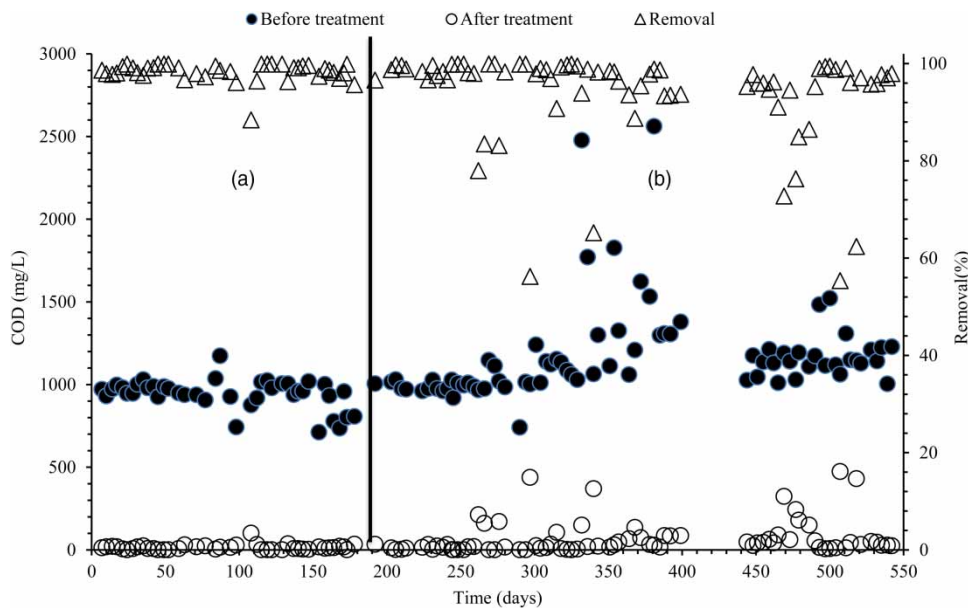 Before treatment After treatment Removal
3000
2500
2000
1500
1000
500
0
COD (mg/L)
(a) (b)
100
80
60
40
20
0
Removal(%)
0 50 100 150 200 250 300 350 400 450 500 550
Time (days)